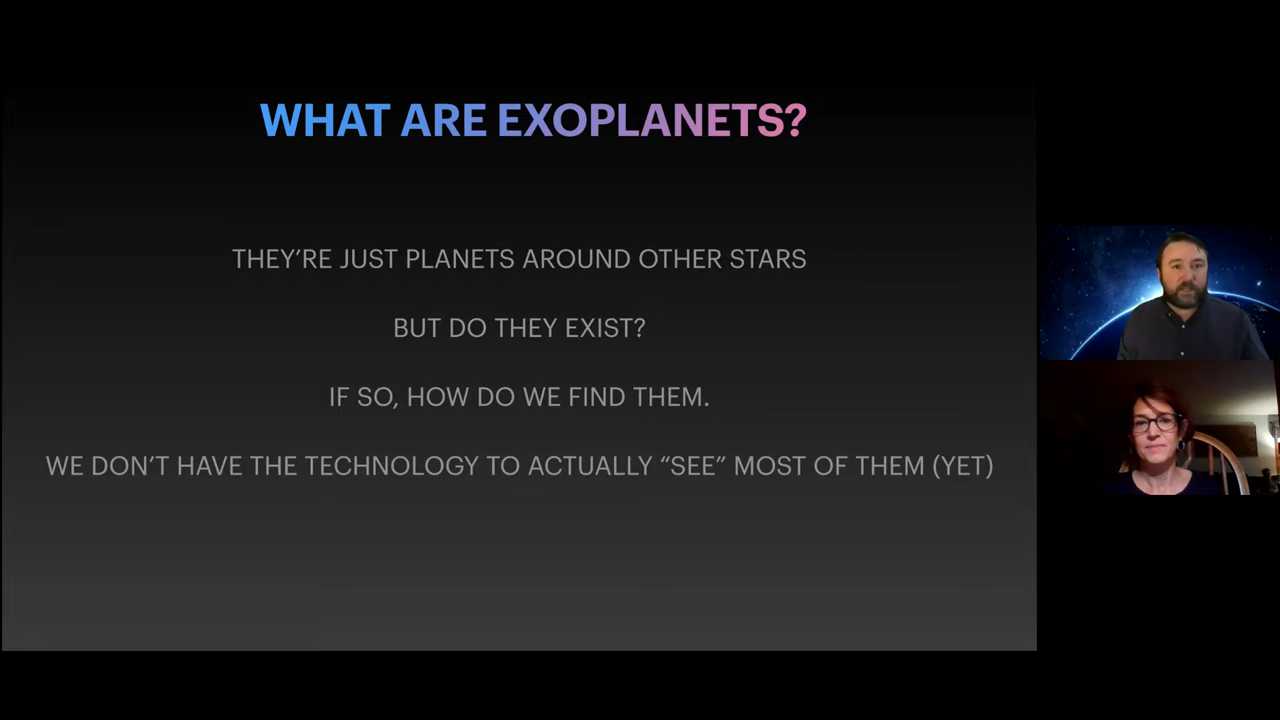 WHAT ARE EXOPLANETS?
THEY’RE JUST PLANETS AROUND OTHER STARS
BUT DO THEY EXIST?
IF SO, HOW DO WE FIND THEM.
WE DON’T HAVE THE TECHNOLOGY TO ACTUALLY “SEE” MOST OF THEM (YET)